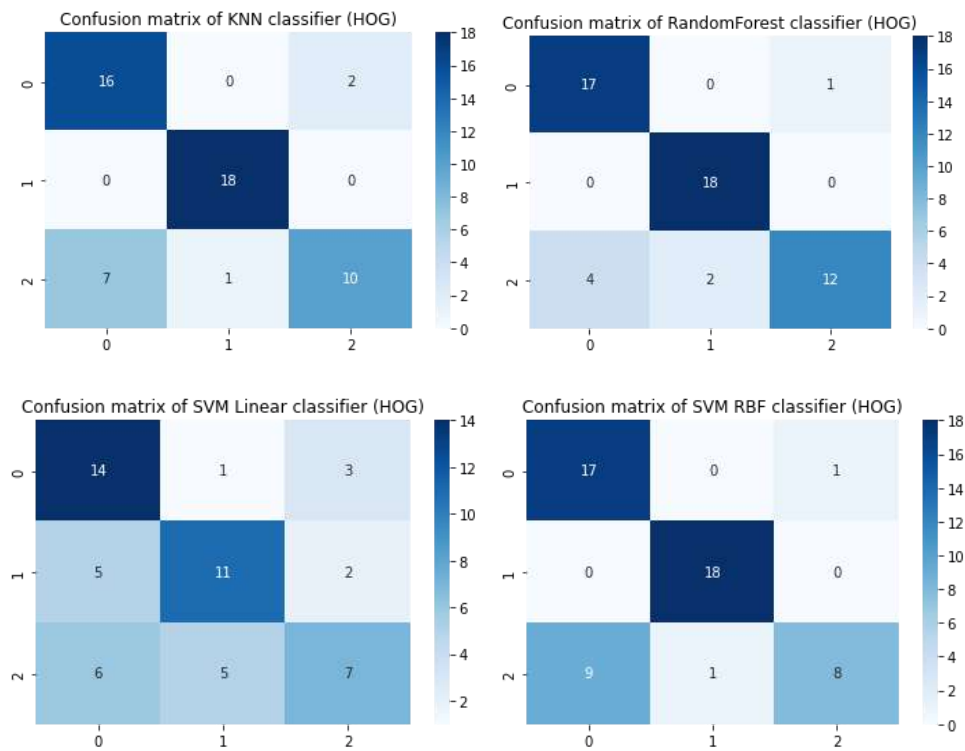 Confusion matrix of KNN classifier (HOG)
0 16 0 2
1 0 18 0
2 7 1 10
0 1 2
18
16
14
12
10
8
6
4
2
0
Confusion matrix of RandomForest classifier (HOG)
0 17 0 1
1 0 18 0
2 4 2 12
0 1 2
18
16
14
12
10
8
6
4
2
0
Confusion matrix of SVM Linear classifier (HOG)
0 14 1 3
1 5 11 2
2 6 5 7
0 1 2
14
12
10
8
6
4
2
Confusion matrix of SVM RBF classifier (HOG)
0 17 0 1
1 0 18 0
2 9 1 8
0 1 2
18
16
14
12
10
8
6
4
2
0